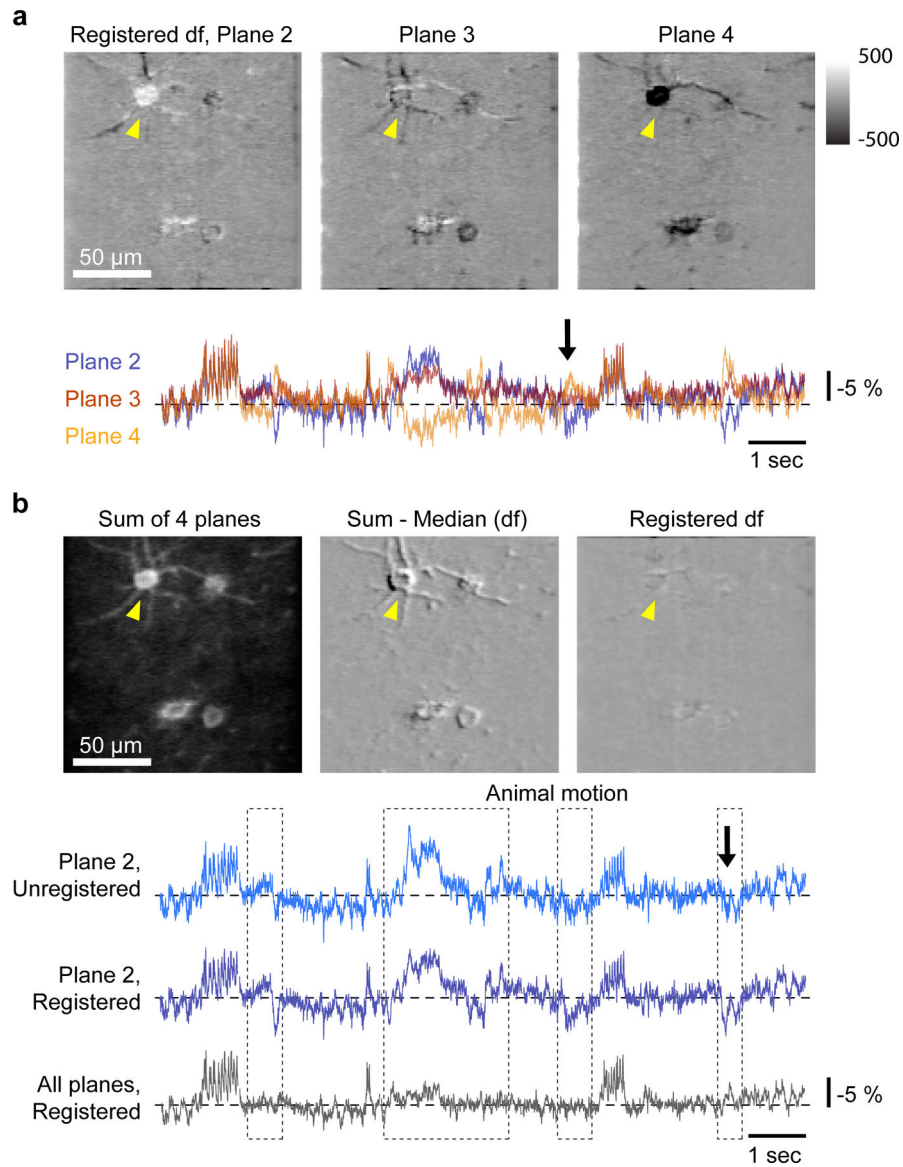 a
Registered df, Plane 2
Plane 3
Plane 4
500
-500
50 µm
Plane 2
Plane 3
Plane 4
-5 %
1 sec
b
Sum of 4 planes
Sum - Median (df)
Registered df
50 µm
Animal motion
Plane 2,
Unregistered
Plane 2,
Registered
All planes,
Registered
-5 %
1 sec